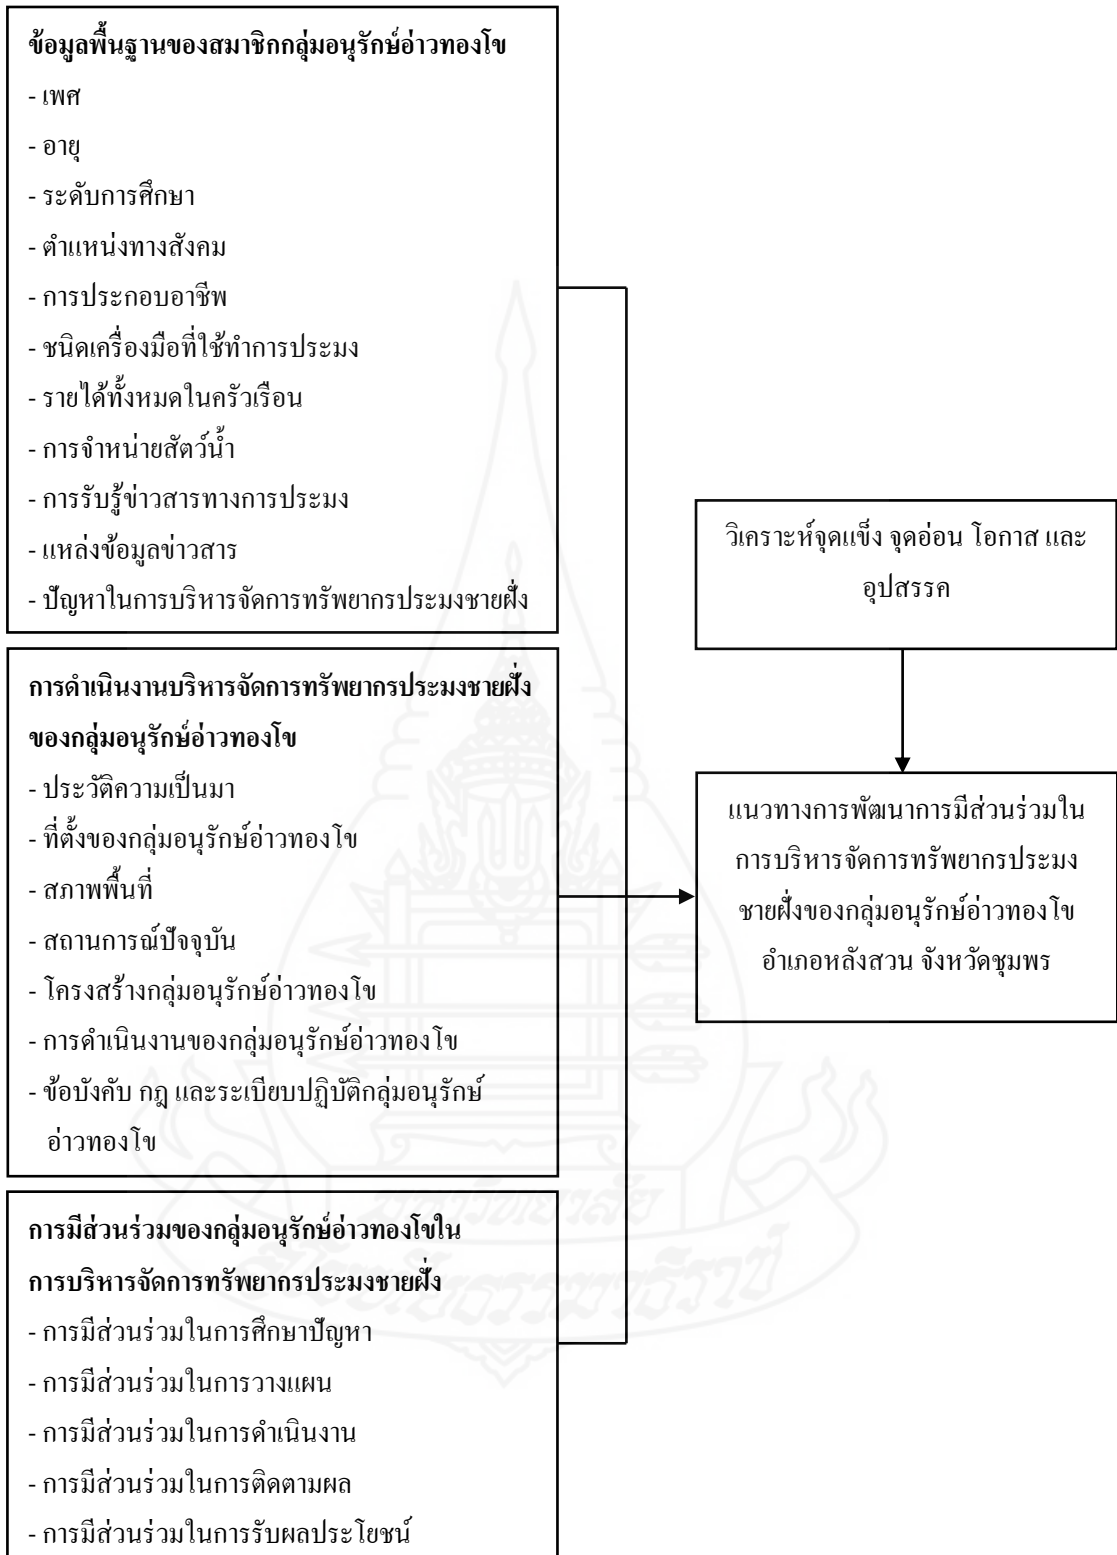 ข้อมูลพื้นฐานของสมาชิกกลุ่มอนุรักษ์อ่าวทองโข
- เพศ
- อายุ
- ระดับการศึกษา
- ตำแหน่งทางสังคม
- การประกอบอาชีพ
- ชนิดเครื่องมือที่ใช้ทำการประมง
- รายได้ทั้งหมดในครัวเรือน
- การจำหน่ายสัตว์น้ำ
- การรับรู้ข่าวสารทางการประมง
- แหล่งข้อมูลข่าวสาร
- ปัญหาในการบริหารจัดการทรัพยากรประมงชายฝั่ง
การดำเนินงานบริหารจัดการทรัพยากรประมงชายฝั่ง
ของกลุ่มอนุรักษ์อ่าวทองโข
- ประวัติความเป็นมา
- ที่ตั้งของกลุ่มอนุรักษ์อ่าวทองโข
- สภาพพื้นที่
- สถานการณ์ปัจจุบัน
- โครงสร้างกลุ่มอนุรักษ์อ่าวทองโข
- การดำเนินงานของกลุ่มอนุรักษ์อ่าวทองโข
- ข้อบังคับ กฎ และระเบียบปฏิบัติกลุ่มอนุรักษ์
อ่าวทองโข
การมีส่วนร่วมของกลุ่มอนุรักษ์อ่าวทองโขใน
การบริหารจัดการทรัพยากรประมงชายฝั่ง
- การมีส่วนร่วมในการศึกษาปัญหา
- การมีส่วนร่วมในการวางแผน
- การมีส่วนร่วมในการดำเนินงาน
- การมีส่วนร่วมในการติดตามผล
- การมีส่วนร่วมในการรับผลประโยชน์
วิเคราะห์จุดแข็ง จุดอ่อน โอกาส และ
อุปสรรค
แนวทางการพัฒนาการมีส่วนร่วมใน
การบริหารจัดการทรัพยากรประมง
ชายฝั่งของกลุ่มอนุรักษ์อ่าวทองโข
อำเภอหลังสวน จังหวัดชุมพร
มหาวิทยาลัย
สุโขทัยธรรมาธิราช